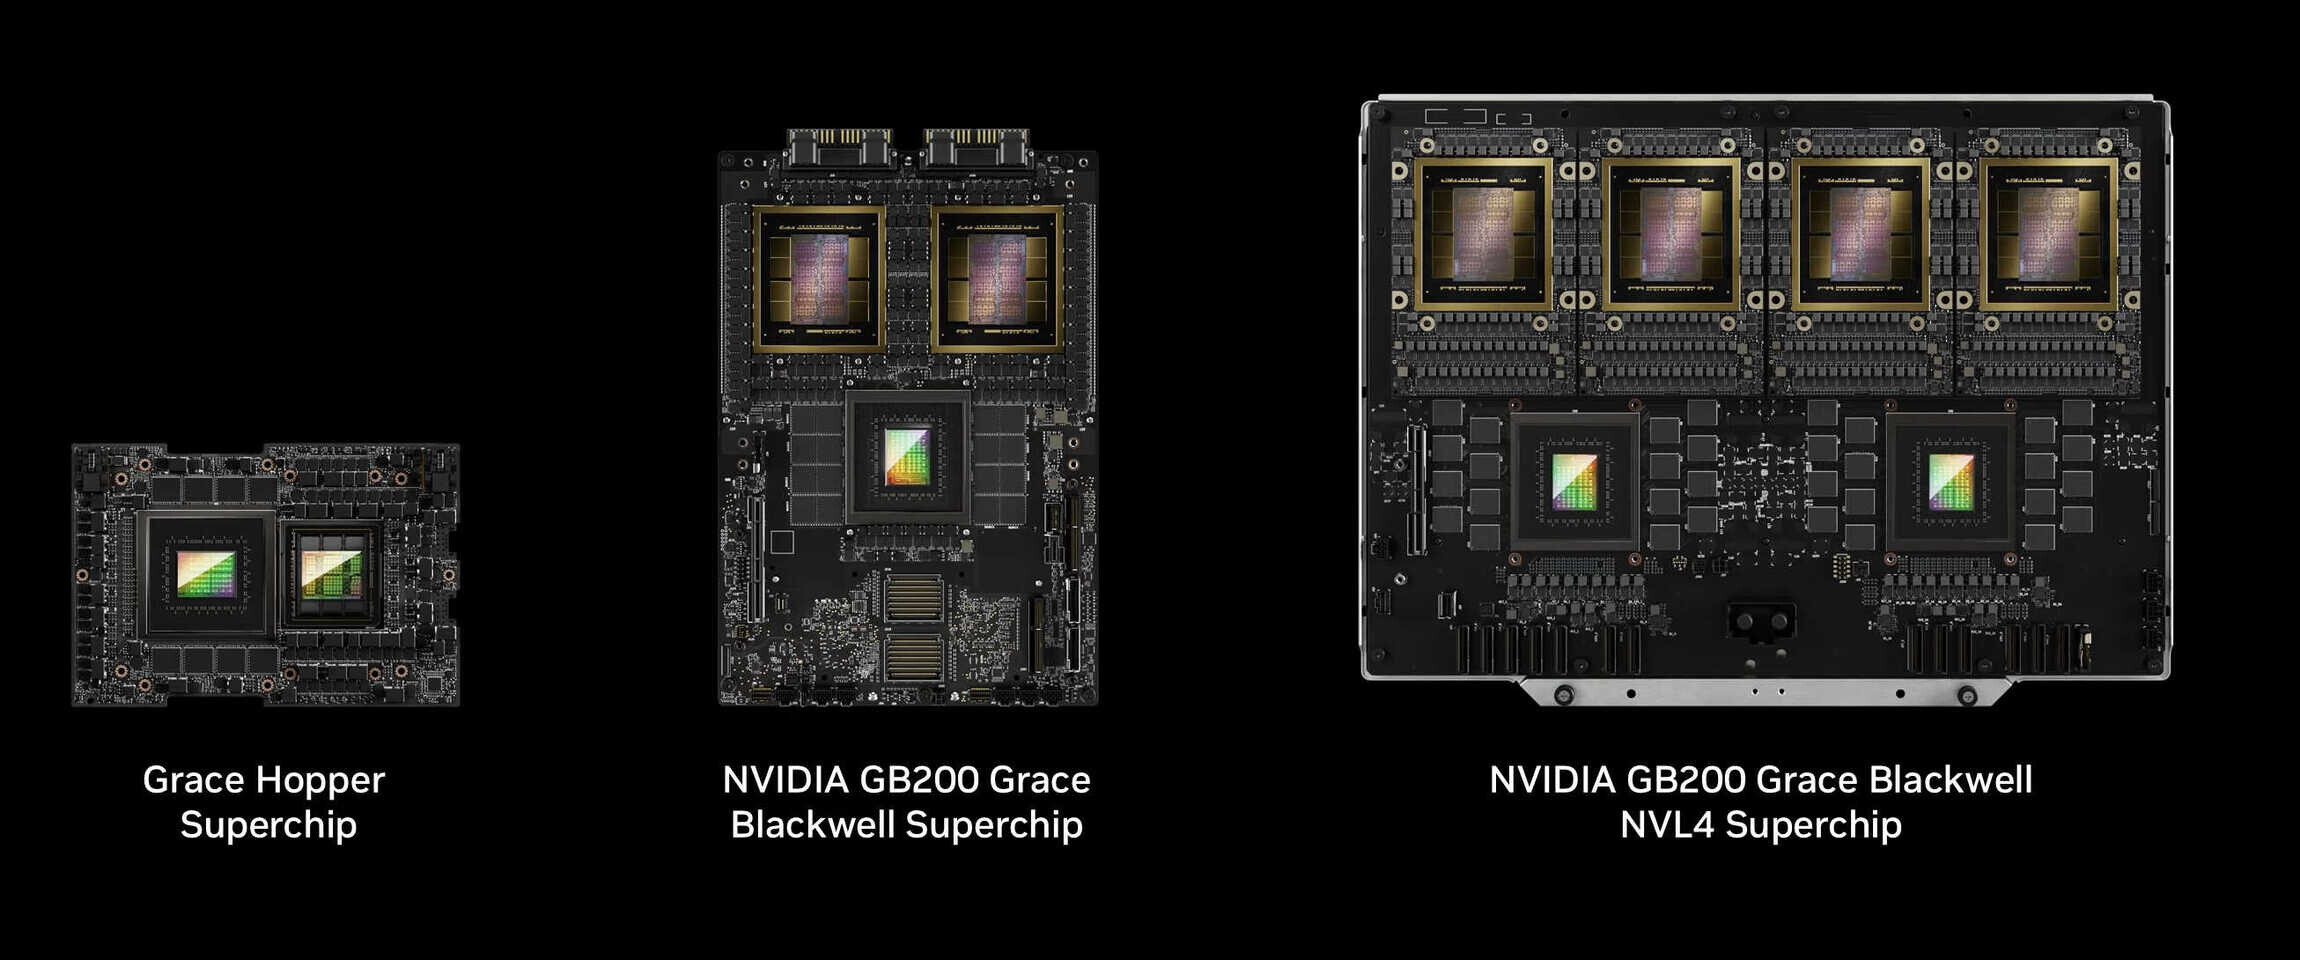 Grace Hopper
Superchip
NVIDIA GB200 Grace
Blackwell Superchip
NVIDIA GB200 Grace Blackwell
NVL4 Superchip